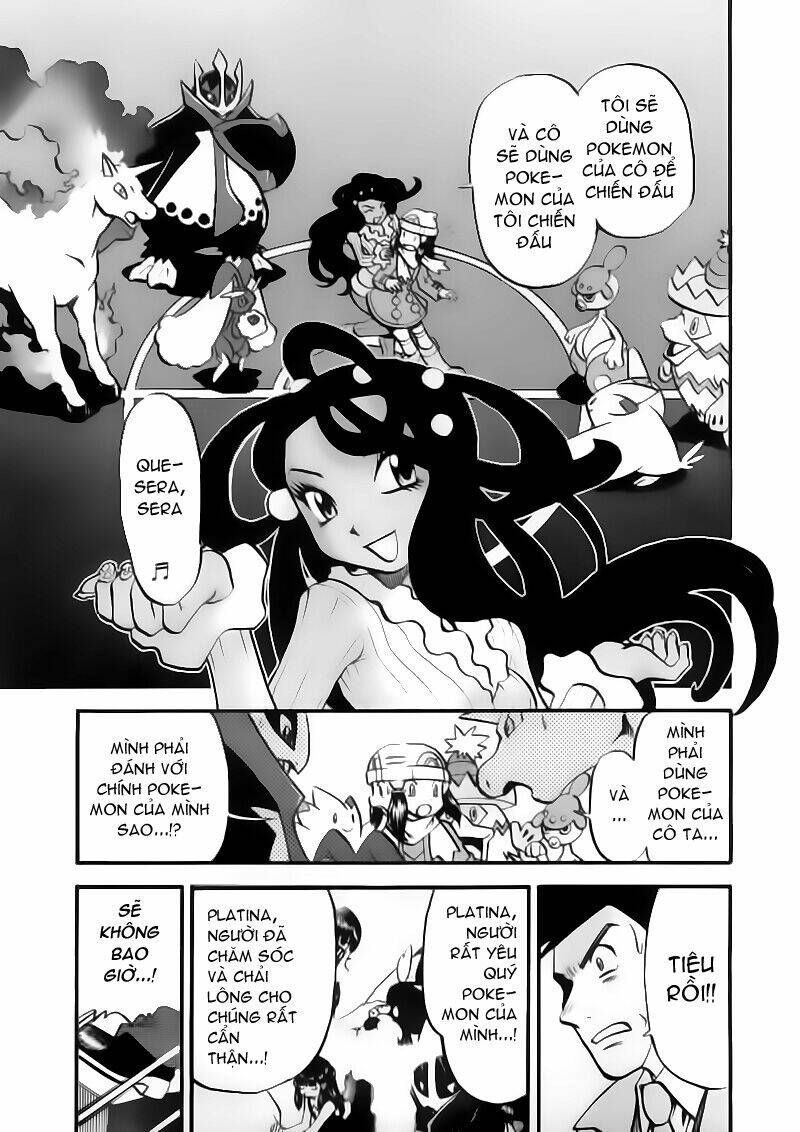 TÔI SẼ
DÙNG
POKEMON
CỦA CÔ ĐỂ
CHIẾN ĐẤU
VÀ CÔ
SẼ DÙNG
POKE-
MON CỦA
TÔI CHIẾN
ĐẤU
QUE-
SERA,
SERA
♬
MÌNH
PHẢI
DÙNG
POKE-
MON CỦA
CÔ TA...
VÀ
...
MÌNH PHẢI
ĐÁNH VỚI
CHÍNH POKE-
MON CỦA MÌNH
SAO...!?
TIÊU
RỒI!!
PLATINA,
NGƯỜI
RẤT YÊU
QUÝ
POKE-
MON CỦA
MÌNH...!
PLATINA,
NGƯỜI ĐÃ
CHĂM SÓC
VÀ CHẢI
LÔNG CHO
CHÚNG RẤT
CẨN
THẬN...!
SẼ
KHÔNG
BAO
GIỜ...!